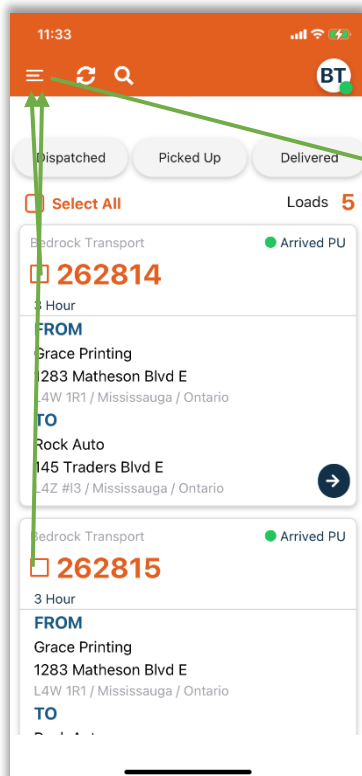 11:33
BT
Dispatched Picked Up Delivered
Select All Loads 5
Bedrock Transport Arrived PU
262814
3 Hour
FROM
Grace Printing
1283 Matheson Blvd E
L4W 1R1 / Mississauga / Ontario
TO
Rock Auto
145 Traders Blvd E
L4Z #I3 / Mississauga / Ontario
Bedrock Transport Arrived PU
262815
3 Hour
FROM
Grace Printing
1283 Matheson Blvd E
L4W 1R1 / Mississauga / Ontario
TO